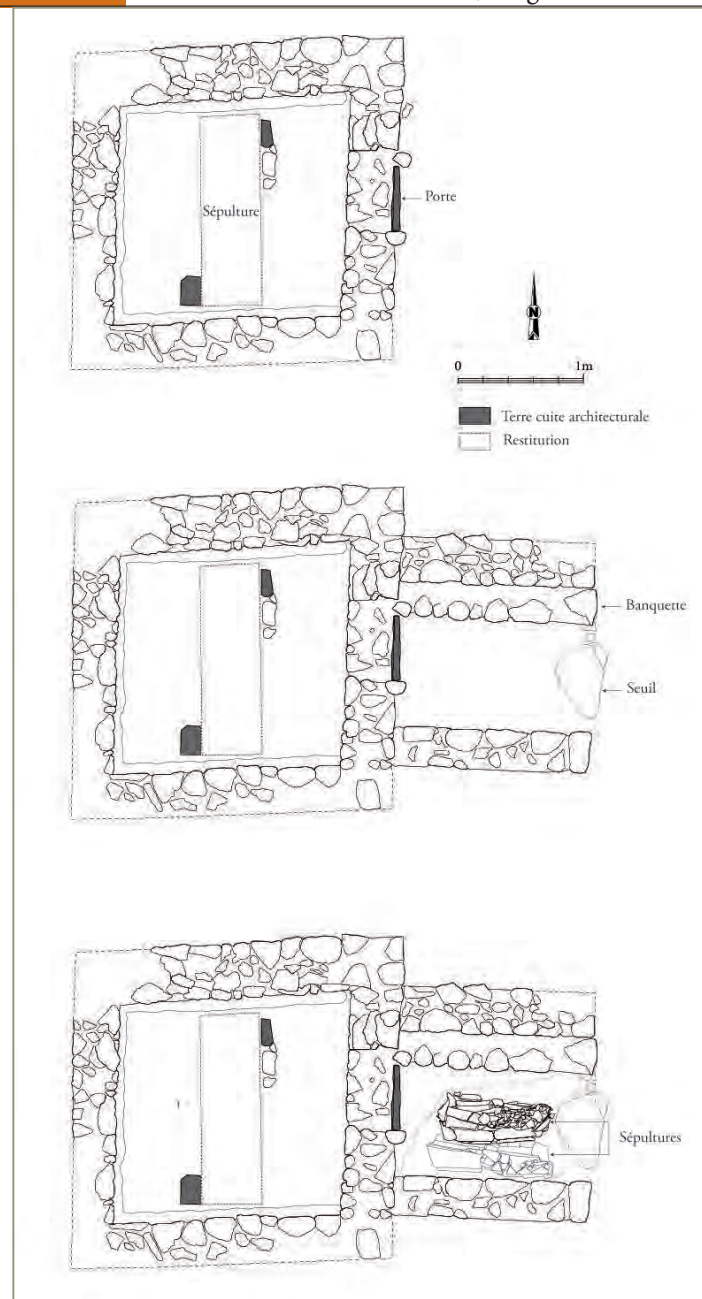 Sépulture
Porte
N
0 1m
Terre cuite architecturale
Restitution
Banquette
Seuil
Sépultures